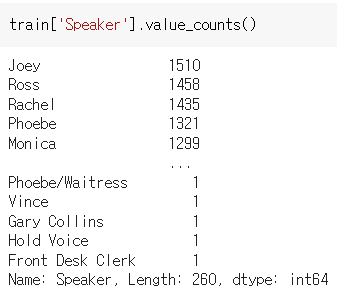 train['Speaker'].value_counts()
Joey 1510
Ross 1458
Rachel 1435
Phoebe 1321
Monica 1299
...
Phoebe/Waitress 1
Vince 1
Gary Collins 1
Hold Voice 1
Front Desk Clerk 1
Name: Speaker, Length: 260, dtype: int64